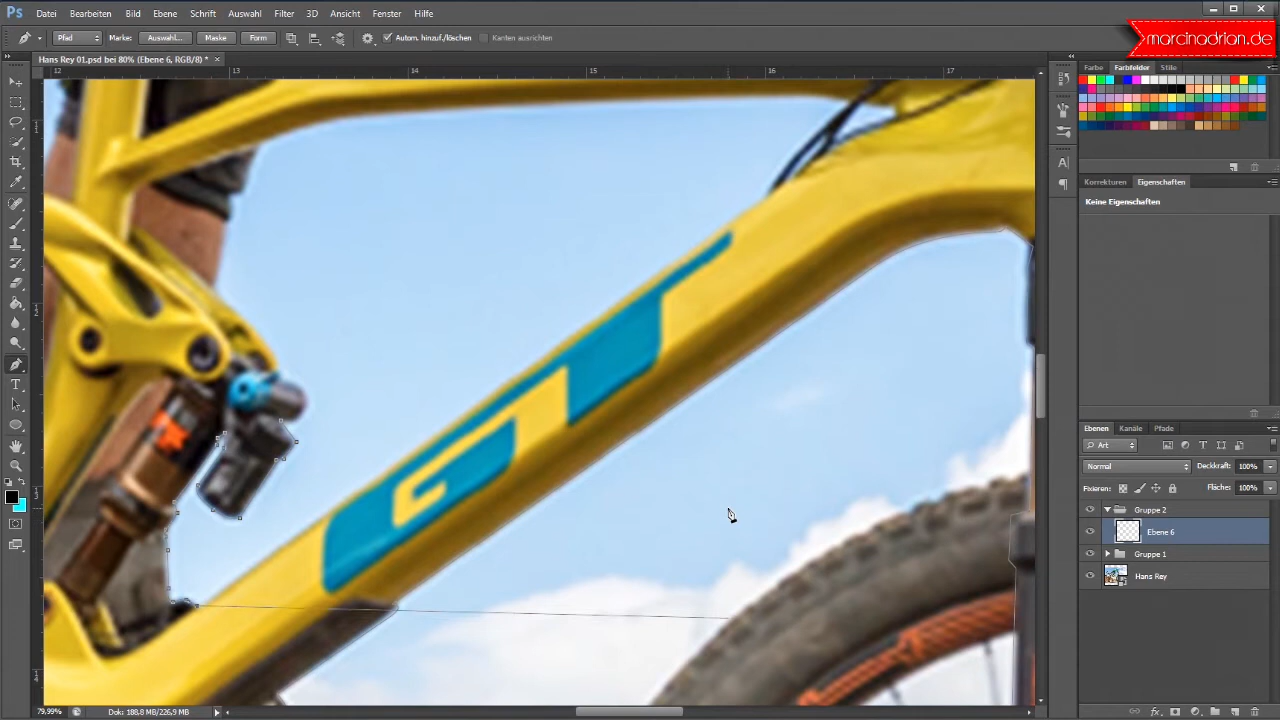 Ps Datei Bearbeiten Bild Ebene Schrift Auswahl Filter 3D Ansicht Fenster Hilfe
marcinadrian.de
Pfad Marke: Auswahl... Maske Form Autom. hinzuf./löschen Kanten ausrichten
Hans Rey 01.psd bei 80% (Ebene 6, RGB/8) * ×
Farbe Farbfelder Stile
12 13 14 15 16 17
Korrekturen Eigenschaften
Keine Eigenschaften
Ebenen Kanäle Pfade
Art
Normal Deckkraft: 100%
Fixieren: Fläche: 100%
Gruppe 2
Ebene 6
Gruppe 1
Hans Rey
79,99% Dok: 188,8 MB/226,9 MB